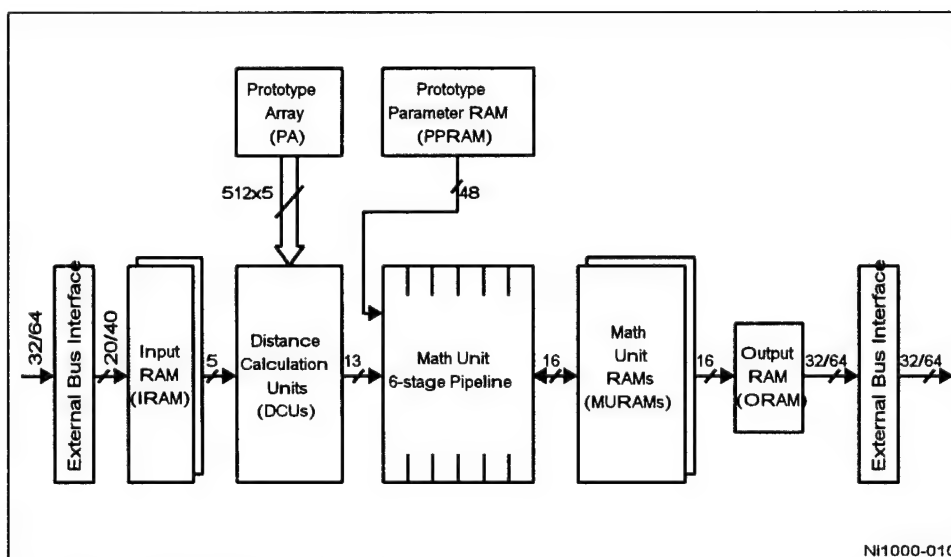 Prototype
Array
(PA)
Prototype
Parameter RAM
(PPRAM)
512x5
48
32/64
External Bus Interface
20/40
Input
RAM
(IRAM)
5
Distance
Calculation
Units
(DCUs)
13
Math Unit
6-stage Pipeline
16
Math
Unit
RAMs
(MURAMs)
16
Output
RAM
(ORAM)
32/64
External Bus Interface
32/64
Ni1000-010